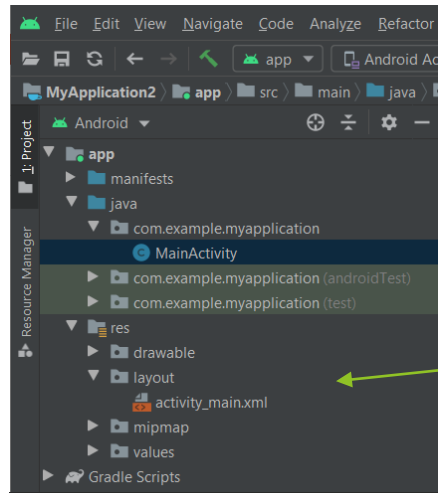 File Edit View Navigate Code Analyze Refactor
app Android
MyApplication2 app src main java
Android
1: Project
Resource Manager
app
manifests
java
com.example.myapplication
MainActivity
com.example.myapplication (androidTest)
com.example.myapplication (test)
res
drawable
layout
activity_main.xml
mipmap
values
Gradle Scripts